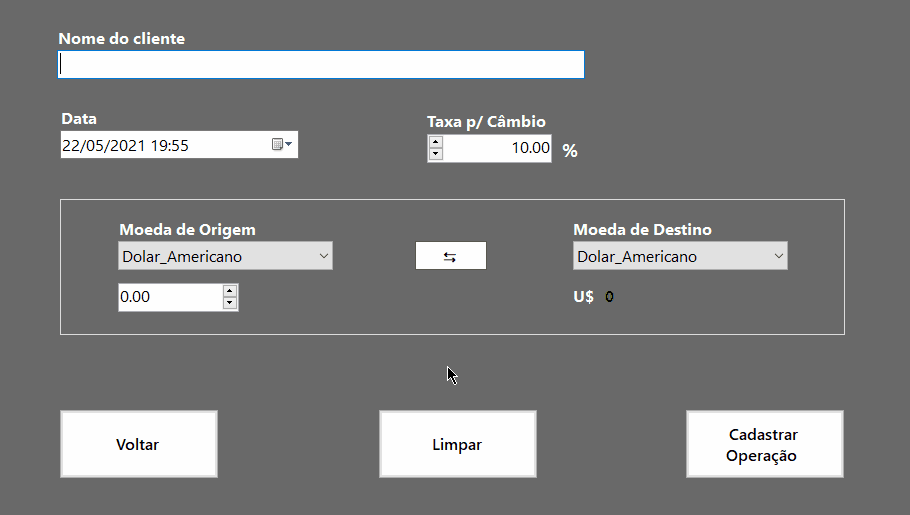 Nome do cliente
Data
Taxa p/ Câmbio
22/05/2021 19:55
10.00 %
Moeda de Origem
Moeda de Destino
Dolar_Americano
⇆
Dolar_Americano
0.00
U$ 0
Voltar
Limpar
Cadastrar
Operação